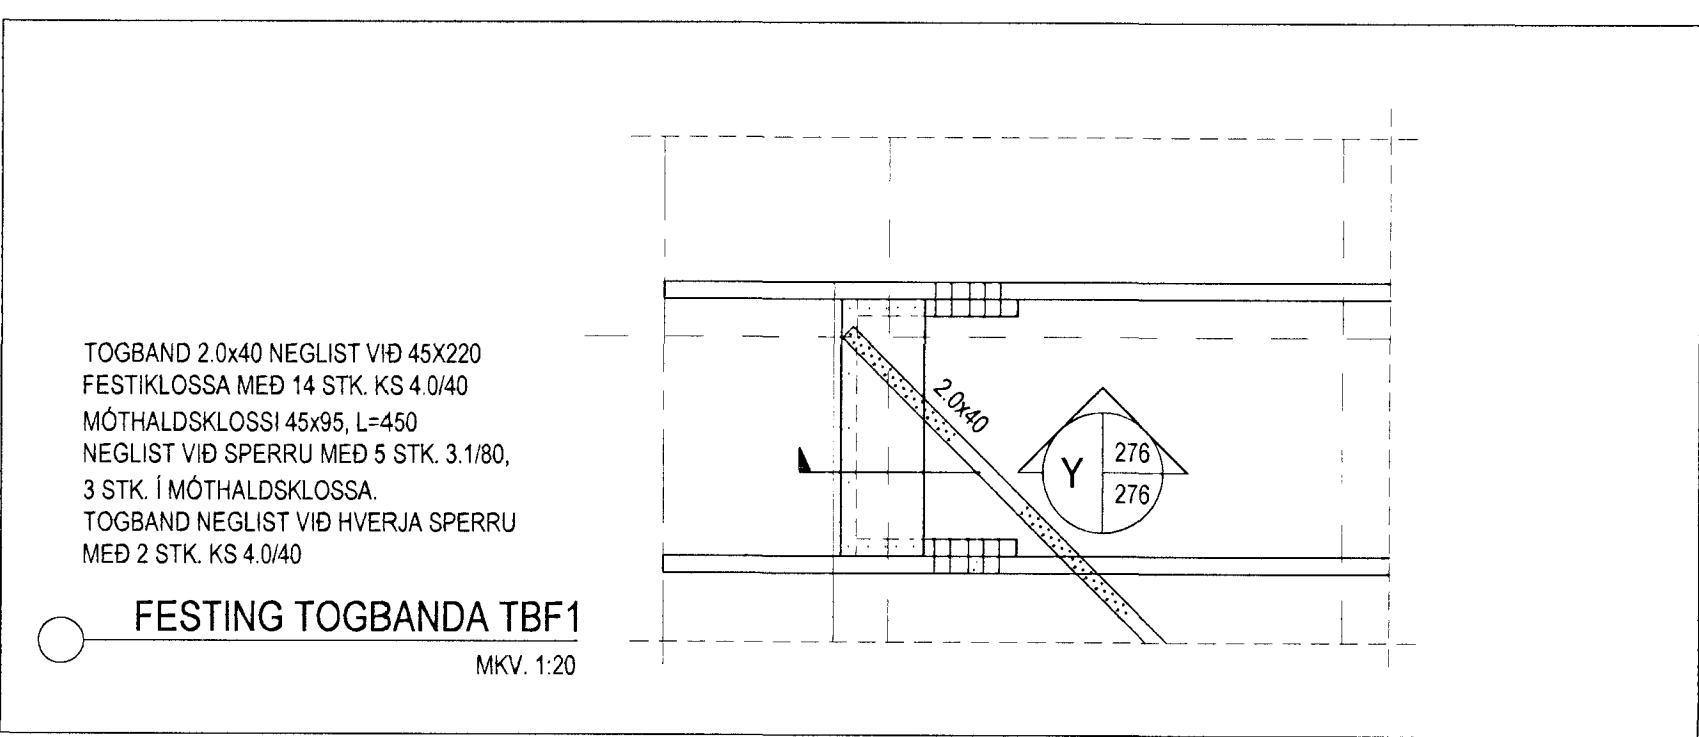 TOGBAND 2.0x40 NEGLIST VIÐ 45X220
FESTIKLOSSA MEÐ 14 STK. KS 4.0/40
MÓTHALDSKLOSSI 45x95, L=450
NEGLIST VIÐ SPERRU MEÐ 5 STK. 3.1/80,
3 STK. Í MÓTHALDSKLOSSA.
TOGBAND NEGLIST VIÐ HVERJA SPERRU
MEÐ 2 STK. KS 4.0/40
FESTING TOGBANDA TBF1
MKV. 1:20
2.0x40
Y
276
276